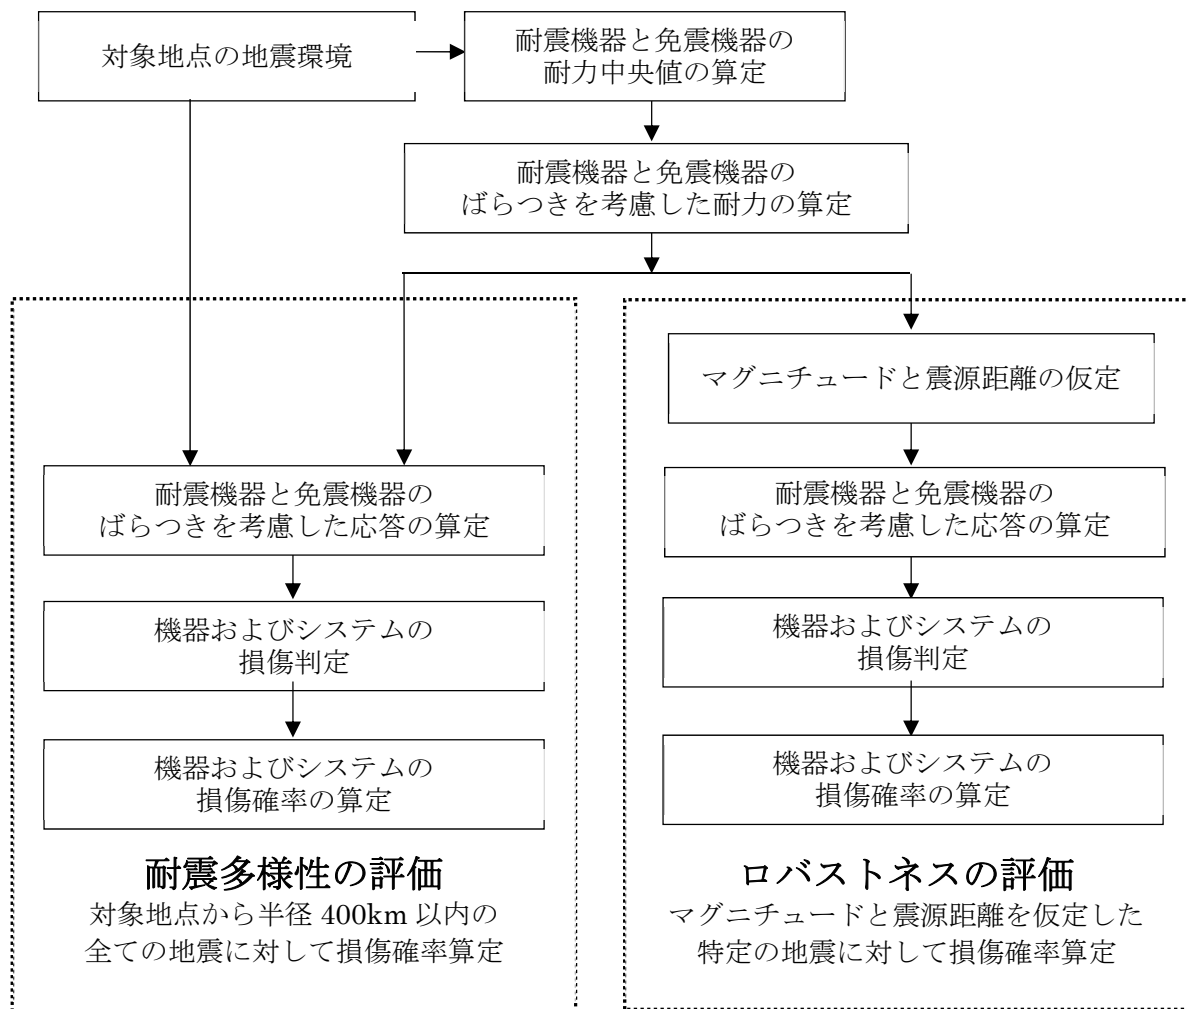 対象地点の地震環境
耐震機器と免震機器の
耐力中央値の算定
耐震機器と免震機器の
ばらつきを考慮した耐力の算定
耐震機器と免震機器の
ばらつきを考慮した応答の算定
機器およびシステムの
損傷判定
機器およびシステムの
損傷確率の算定
耐震多様性の評価
対象地点から半径 400km 以内の
全ての地震に対して損傷確率算定
マグニチュードと震源距離の仮定
耐震機器と免震機器の
ばらつきを考慮した応答の算定
機器およびシステムの
損傷判定
機器およびシステムの
損傷確率の算定
ロバストネスの評価
マグニチュードと震源距離を仮定した
特定の地震に対して損傷確率算定